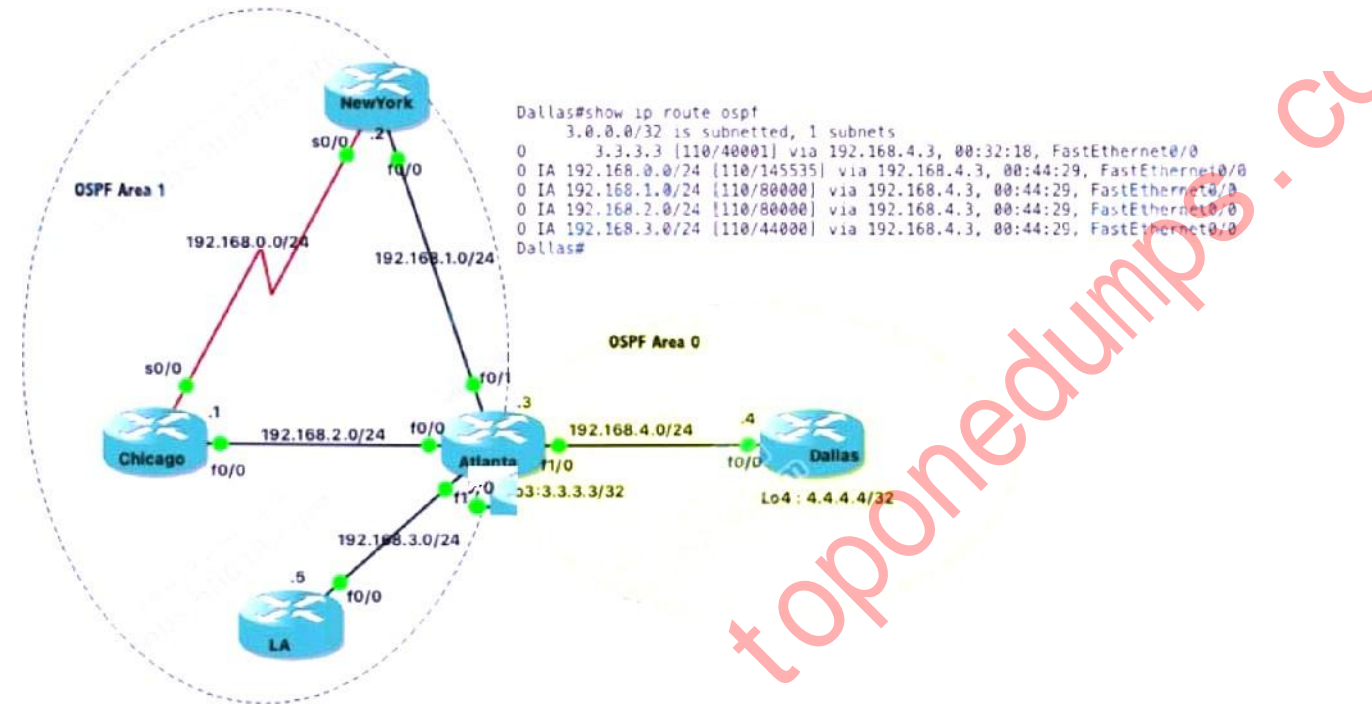 NewYork
s0/0
.2
f0/0
Dallas#show ip route ospf
3.0.0.0/32 is subnetted, 1 subnets
O 3.3.3.3 [110/40001] via 192.168.4.3, 00:32:18, FastEthernet0/0
O IA 192.168.0.0/24 [110/145535] via 192.168.4.3, 00:44:29, FastEthernet0/0
O IA 192.168.1.0/24 [110/80000] via 192.168.4.3, 00:44:29, FastEthernet0/0
O IA 192.168.2.0/24 [110/80000] via 192.168.4.3, 00:44:29, FastEthernet0/0
O IA 192.168.3.0/24 [110/44000] via 192.168.4.3, 00:44:29, FastEthernet0/0
Dallas#
OSPF Area 1
192.168.0.0/24
192.168.1.0/24
OSPF Area 0
s0/0
f0/1
.1
.3
.4
Chicago
f0/0
192.168.2.0/24
f0/0
Atlanta
f1/0
192.168.4.0/24
f0/0
Dallas
3:3.3.3.3/32
Lo4 : 4.4.4.4/32
192.168.3.0/24
.5
f0/0
LA
toponedumps.co